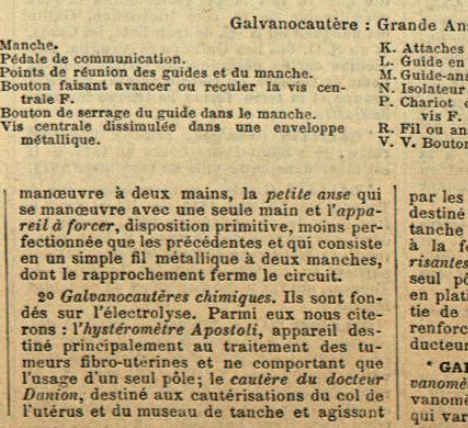 Galvanocautère : Grande An
Manche.
Pédale de communication.
Points de réunion des guides et du manche.
Bouton faisant avancer ou reculer la vis cen-
trale F.
Bouton de serrage du guide dans le manche.
Vis centrale dissimulée dans une enveloppe
métallique.
K. Attaches
L. Guide en
M. Guide-ans
N. Isolateur
P. Chariot
vis F.
R. Fil ou an
V. V. Bouton
manœuvre à deux mains, la petite anse qui
se manœuvre avec une seule main et l'appa-
reil à forcer, disposition primitive, moins per-
fectionnée que les précédentes et qui consiste
en un simple fil métallique à deux manches,
dont le rapprochement ferme le circuit.
2o Galvanocautères chimiques. Ils sont fon-
dés sur l'électrolyse. Parmi eux nous cite-
rons : l'hystéromètre Apostoli, appareil des-
tiné principalement au traitement des tu-
meurs fibro-utérines et ne comportant que
l'usage d'un seul pôle; le cautère du docteur
Danion, destiné aux cautérisations du col de
l'utérus et du museau de tanche et agissant
par les
destiné
tanche
à la fo
risantes
seul pô
en plati
tie de
renforc
ducteur
* GAL
vanomè
vanomè
qui var